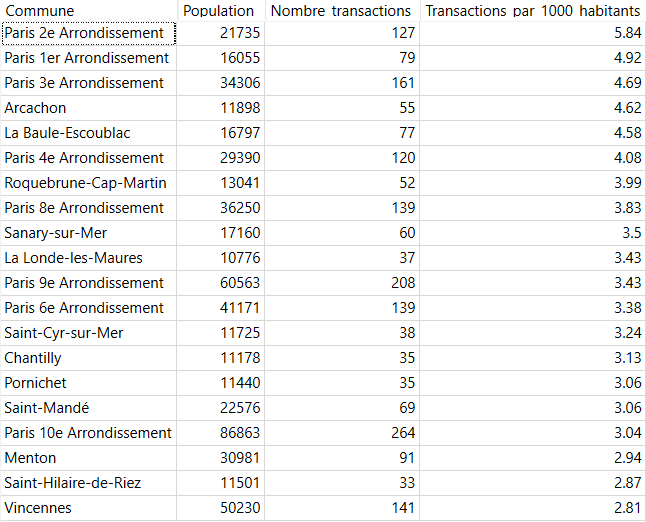 Commune Population Nombre transactions Transactions par 1000 habitants
Paris 2e Arrondissement 21735 127 5.84
Paris 1er Arrondissement 16055 79 4.92
Paris 3e Arrondissement 34306 161 4.69
Arcachon 11898 55 4.62
La Baule-Escoublac 16797 77 4.58
Paris 4e Arrondissement 29390 120 4.08
Roquebrune-Cap-Martin 13041 52 3.99
Paris 8e Arrondissement 36250 139 3.83
Sanary-sur-Mer 17160 60 3.5
La Londe-les-Maures 10776 37 3.43
Paris 9e Arrondissement 60563 208 3.43
Paris 6e Arrondissement 41171 139 3.38
Saint-Cyr-sur-Mer 11725 38 3.24
Chantilly 11178 35 3.13
Pornichet 11440 35 3.06
Saint-Mandé 22576 69 3.06
Paris 10e Arrondissement 86863 264 3.04
Menton 30981 91 2.94
Saint-Hilaire-de-Riez 11501 33 2.87
Vincennes 50230 141 2.81